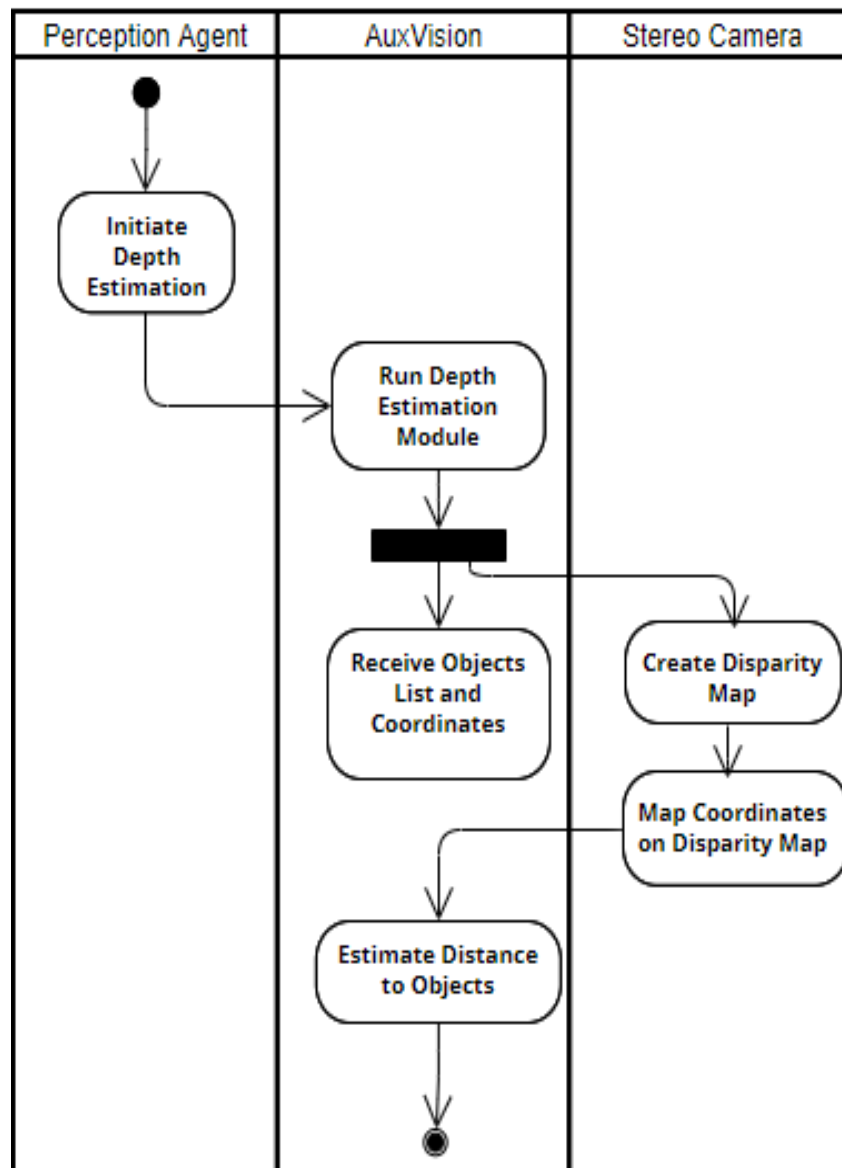 Perception Agent
AuxVision
Stereo Camera
Initiate
Depth
Estimation
Run Depth
Estimation
Module
Receive Objects
List and
Coordinates
Create Disparity
Map
Map Coordinates
on Disparity Map
Estimate Distance
to Objects